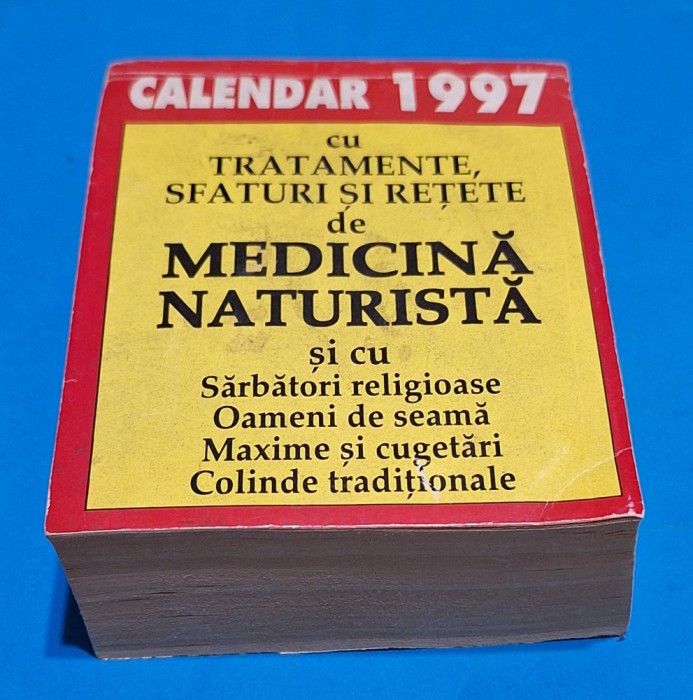 CALENDAR 1997
cu
TRATAMENTE,
SFATURI ȘI REȚETE
de
MEDICINĂ
NATURISTĂ
și cu
Sărbători religioase
Oameni de seamă
Maxime și cugetări
Colinde tradiționale